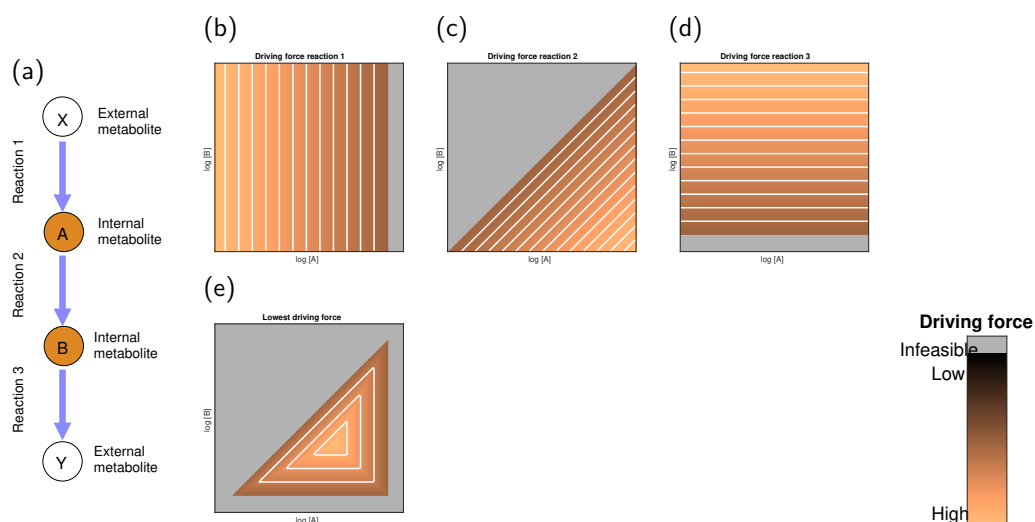 (a)
X
External
metabolite
Reaction 1
A
Internal
metabolite
Reaction 2
B
Internal
metabolite
Reaction 3
Y
External
metabolite
(b)
Driving force reaction 1
log [B]
log [A]
(c)
Driving force reaction 2
log [B]
log [A]
(d)
Driving force reaction 3
log [B]
log [A]
(e)
Lowest driving force
log [B]
log [A]
Driving force
Infeasible
Low
High